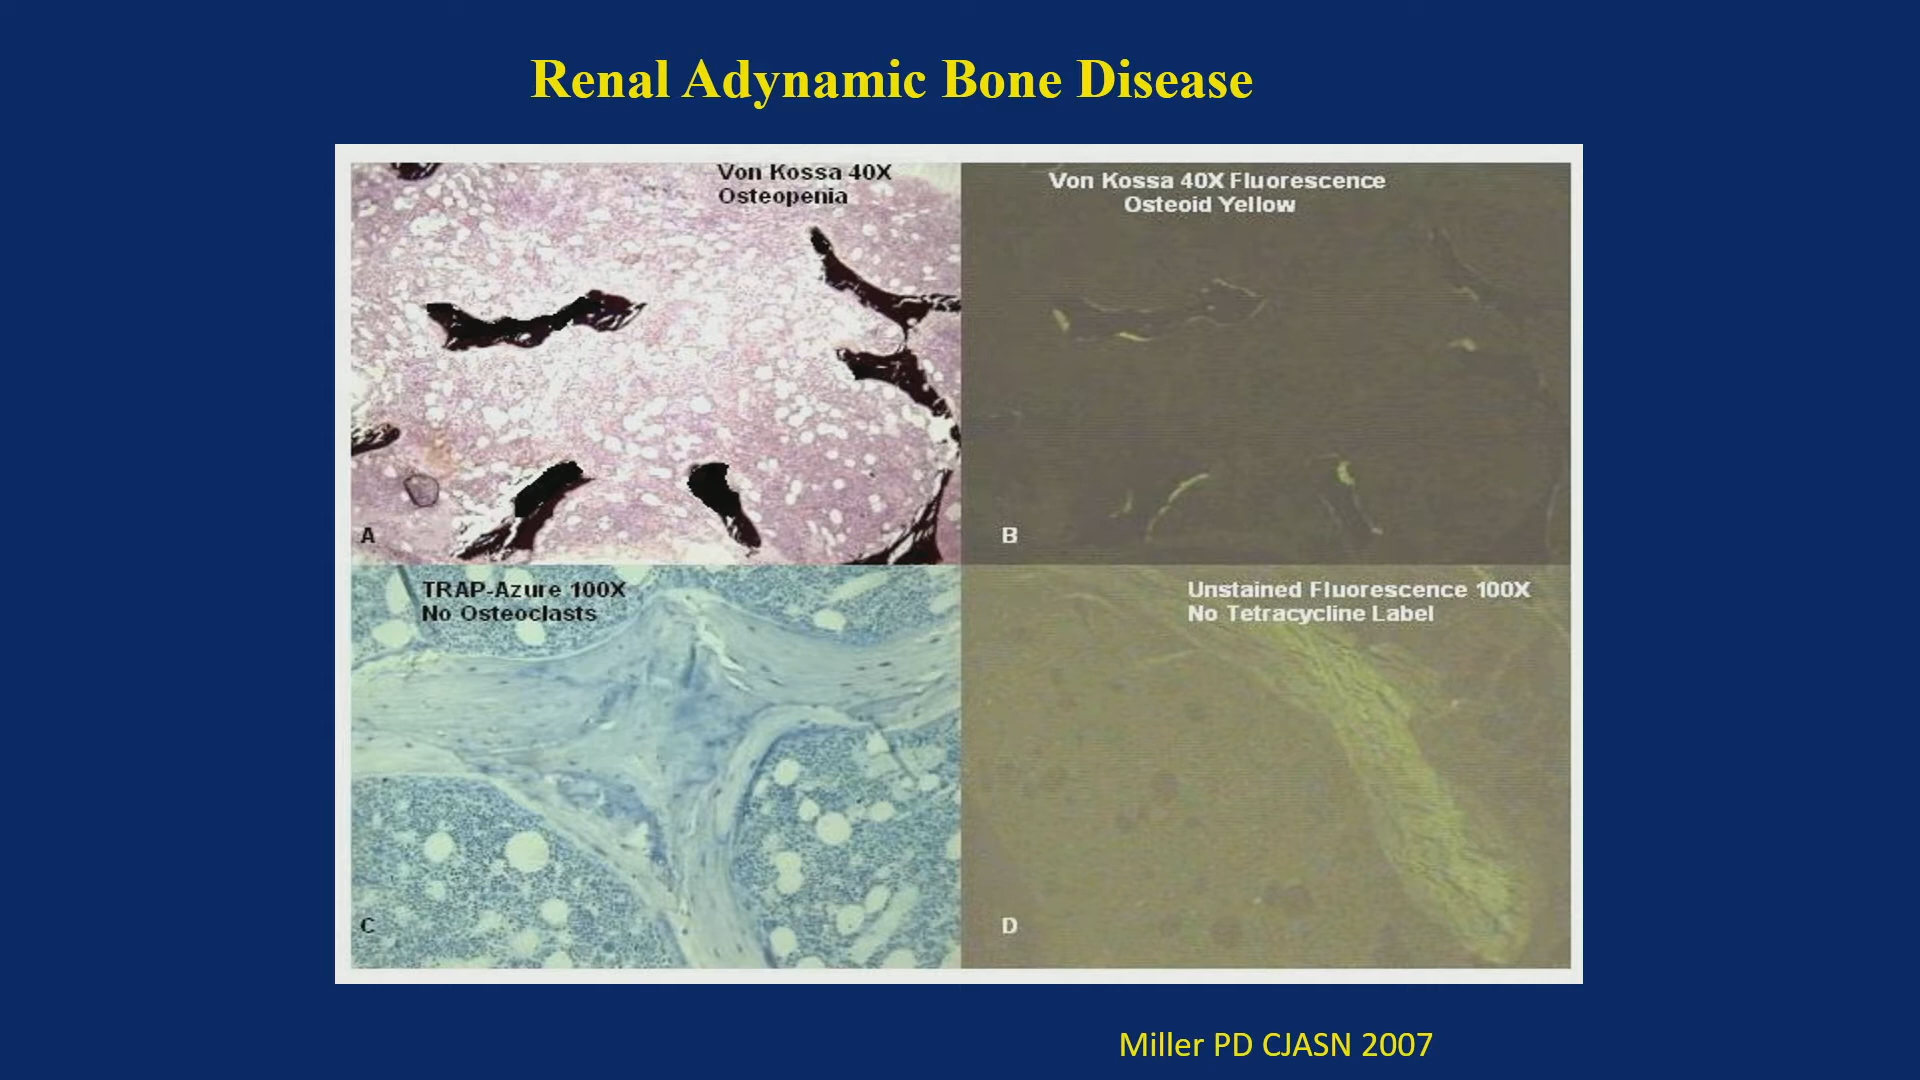 Renal Adynamic Bone Disease
Von Kossa 40X
Osteopenia
A
Von Kossa 40X Fluorescence
Osteoid Yellow
B
TRAP-Azure 100X
No Osteoclasts
C
Unstained Fluorescence 100X
No Tetracycline Label
D
Miller PD CJASN 2007